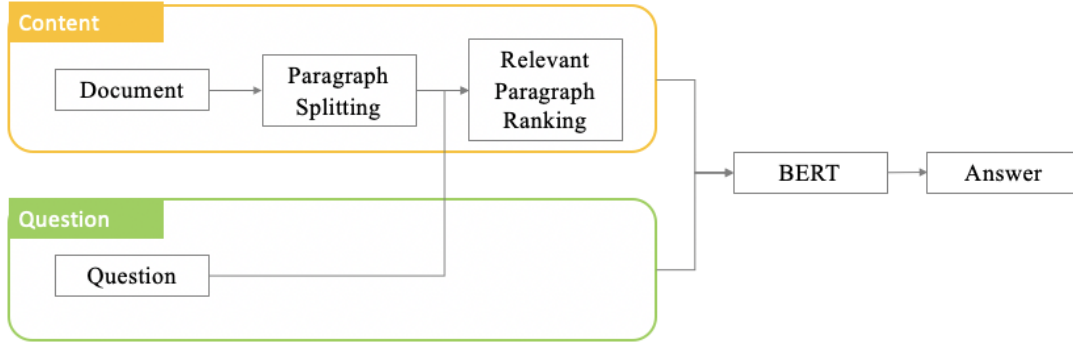 Content
Document
Paragraph
Splitting
Relevant
Paragraph
Ranking
BERT
Answer
Question
Question